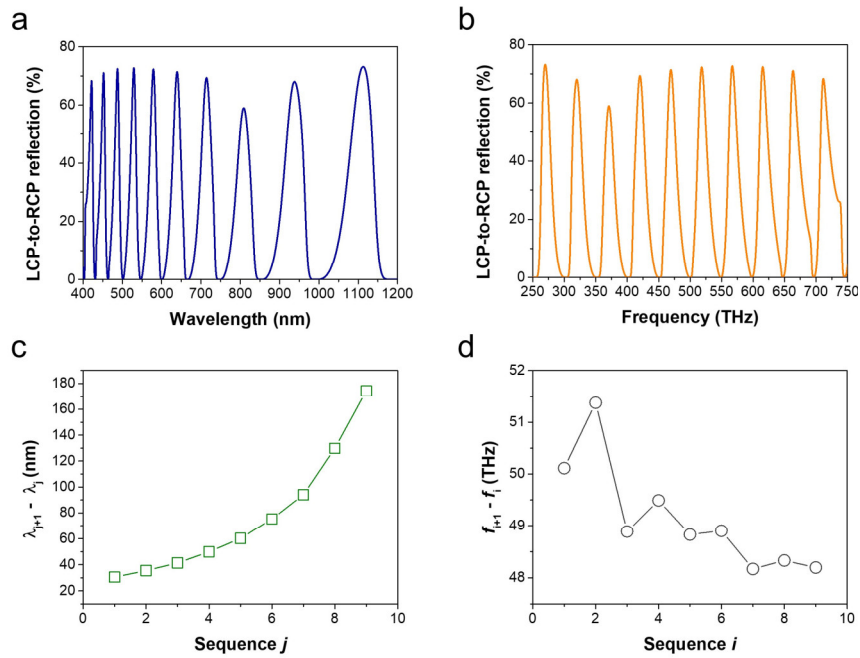 a
80
60
40
20
0
LCP-to-RCP reflection (%)
400 500 600 700 800 900 1000 1100 1200
Wavelength (nm)
b
80
60
40
20
0
LCP-to-RCP reflection (%)
250 300 350 400 450 500 550 600 650 700 750
Frequency (THz)
c
180
160
140
120
100
80
60
40
20
λj+1 - λj (nm)
0 2 4 6 8 10
Sequence j
d
52
51
50
49
48
fi+1 - fi (THz)
0 2 4 6 8 10
Sequence i